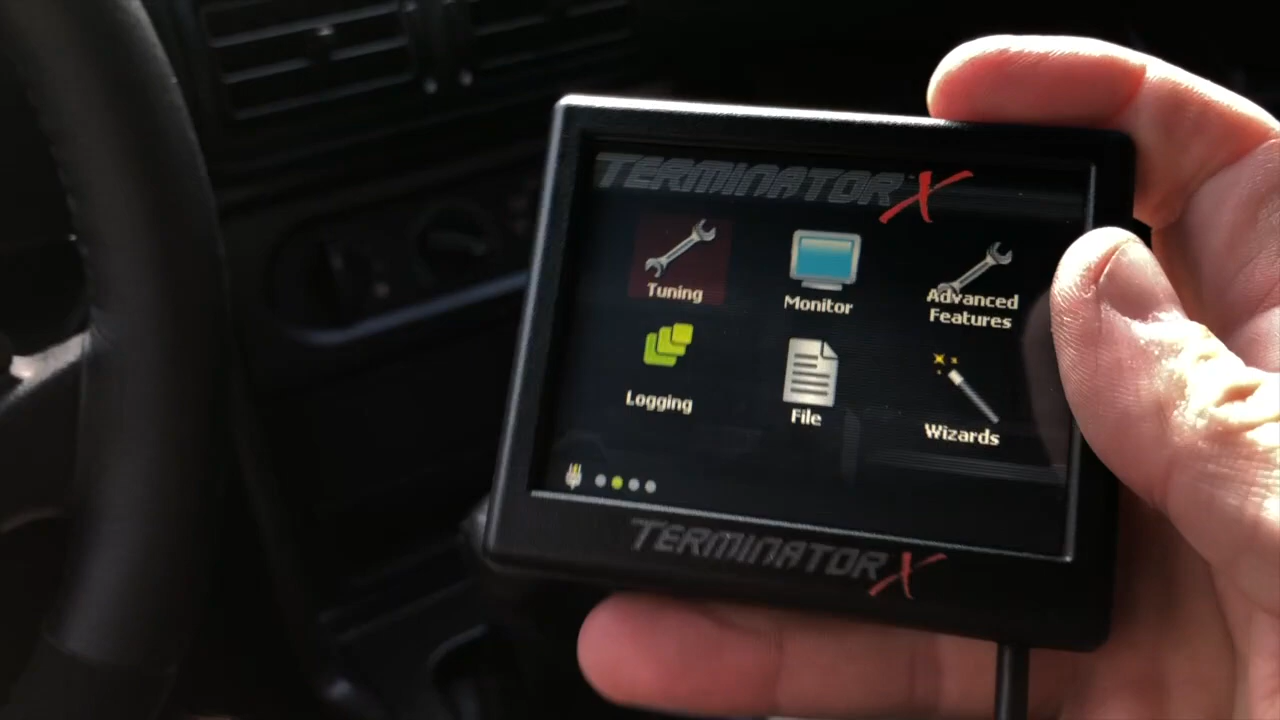 TERMINATOR X
Tuning
Monitor
Advanced
Features
Logging
File
Wizards
TERMINATOR X